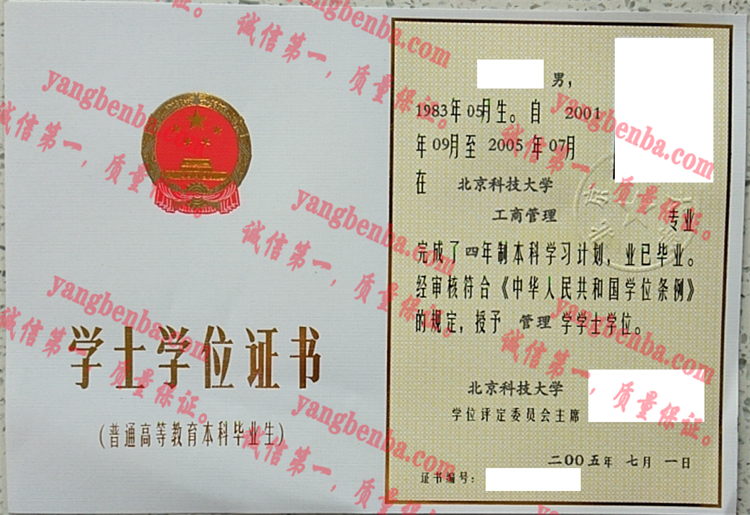 学士学位证书
(普通高等教育本科毕业生)
男，
1983年05月生。自 2001
年09月至 2005 年07月
在 北京科技大学
工商管理 专业
完成了四年制本科学习计划，业已毕业。
经审核符合《中华人民共和国学位条例》
的规定，授予 管理 学学士学位。
北京科技大学
学位评定委员会主席
二〇〇五年 七月 一日
证书编号：
yangbenba.com
诚信第一，质量保证。